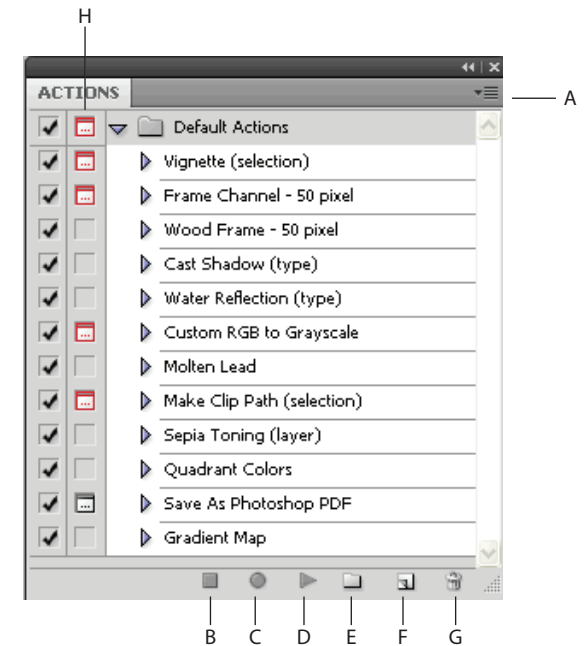 H
ACTIONS
A
Default Actions
Vignette (selection)
Frame Channel - 50 pixel
Wood Frame - 50 pixel
Cast Shadow (type)
Water Reflection (type)
Custom RGB to Grayscale
Molten Lead
Make Clip Path (selection)
Sepia Toning (layer)
Quadrant Colors
Save As Photoshop PDF
Gradient Map
B C D E F G